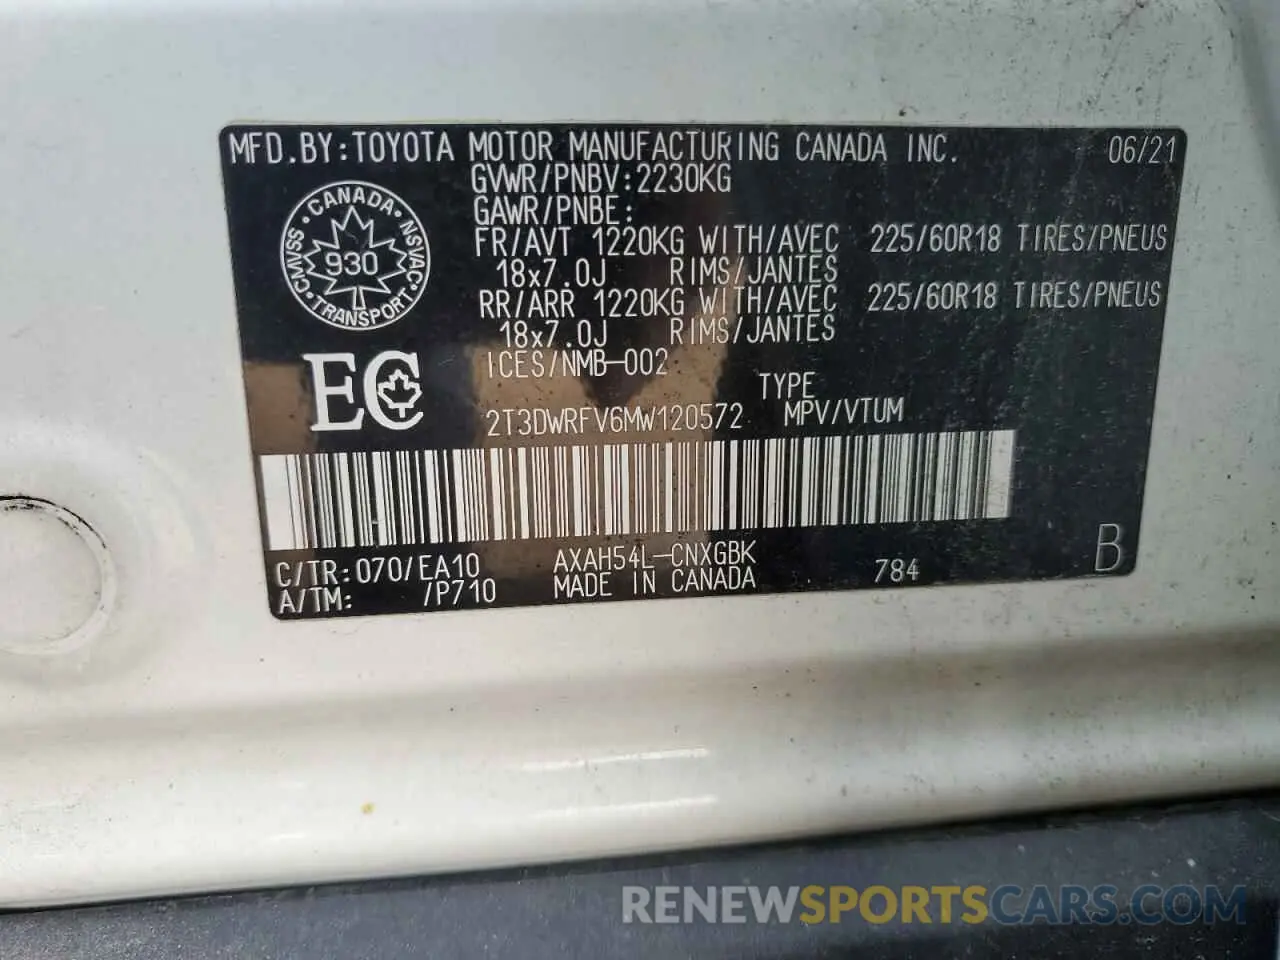 MFD.BY:TOYOTA MOTOR MANUFACTURING CANADA INC. 06/21
GVWR/PNBV:2230KG
GAWR/PNBE:
FR/AVT 1220KG WITH/AVEC 225/60R18 TIRES/PNEUS
18x7.0J RIMS/JANTES
RR/ARR 1220KG WITH/AVEC 225/60R18 TIRES/PNEUS
18x7.0J RIMS/JANTES
ICES/NMB-002
CANADA
NSVAC
TRANSPORT
CMVSS
930
EC
TYPE
2T3DWRFV6MW120572 MPV/VTUM
C/TR:070/EA10 AXAH54L-CNXGBK 784 B
A/TM: /P710 MADE IN CANADA
RENEWSPORTSCARS.COM